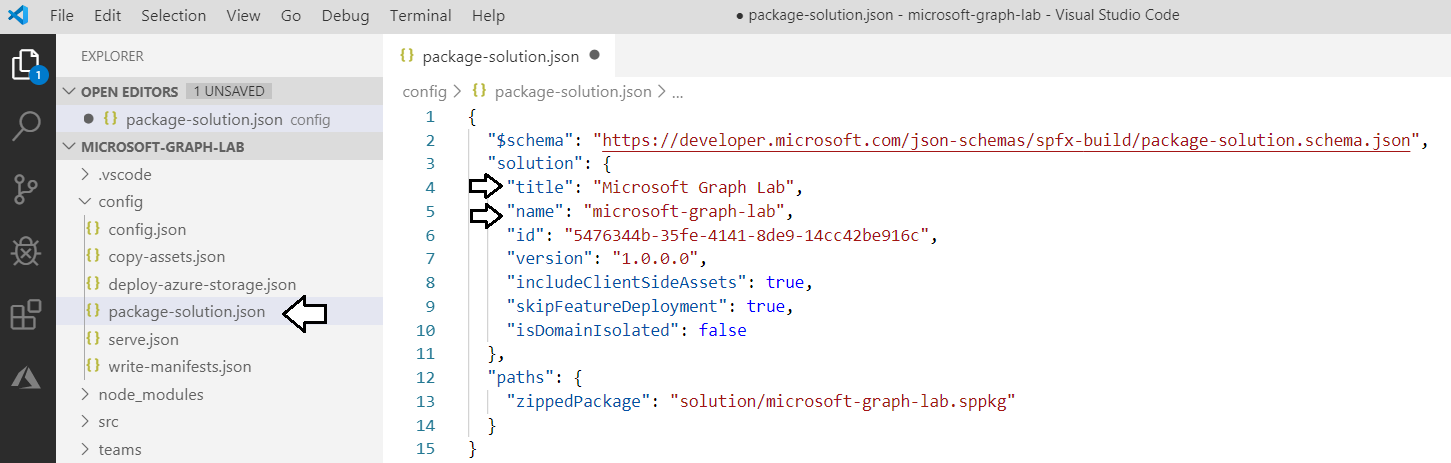 File Edit Selection View Go Debug Terminal Help ● package-solution.json - microsoft-graph-lab - Visual Studio Code
1
EXPLORER
OPEN EDITORS 1 UNSAVED
● {} package-solution.json config
MICROSOFT-GRAPH-LAB
.vscode
config
{} config.json
{} copy-assets.json
{} deploy-azure-storage.json
{} package-solution.json
{} serve.json
{} write-manifests.json
node_modules
src
teams
{} package-solution.json ●
config > {} package-solution.json > ...
1 {
2 "$schema": "https://developer.microsoft.com/json-schemas/spfx-build/package-solution.schema.json",
3 "solution": {
4 "title": "Microsoft Graph Lab",
5 "name": "microsoft-graph-lab",
6 "id": "5476344b-35fe-4141-8de9-14cc42be916c",
7 "version": "1.0.0.0",
8 "includeClientSideAssets": true,
9 "skipFeatureDeployment": true,
10 "isDomainIsolated": false
11 },
12 "paths": {
13 "zippedPackage": "solution/microsoft-graph-lab.sppkg"
14 }
15 }